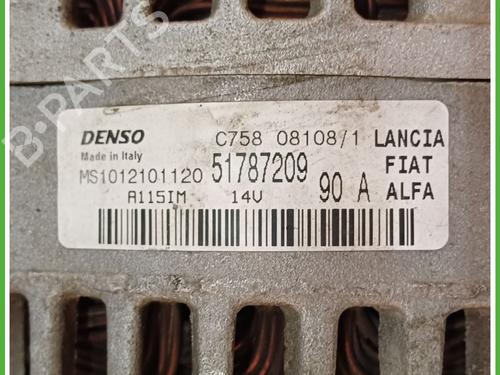 B-PARTS
DENSO C758 08108/1 LANCIA
Made in Italy 51787209 FIAT
MS1012101120 90 A ALFA
A115IM 14V